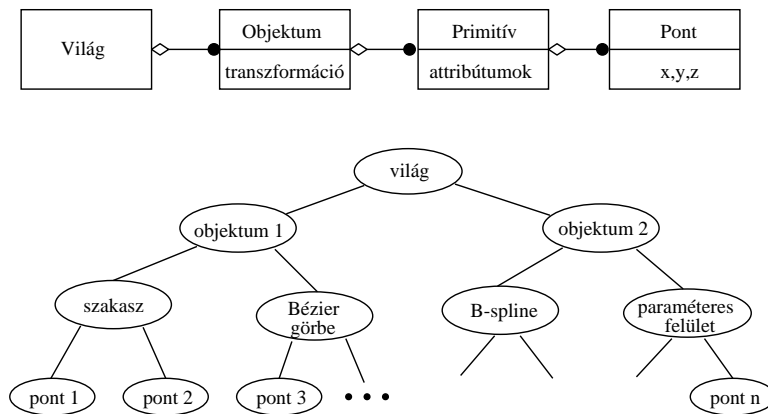 Világ
Objektum
transzformáció
Primitív
attribútumok
Pont
x,y,z
világ
objektum 1
objektum 2
szakasz
Bézier
görbe
B-spline
paraméteres
felület
pont 1
pont 2
pont 3
pont n